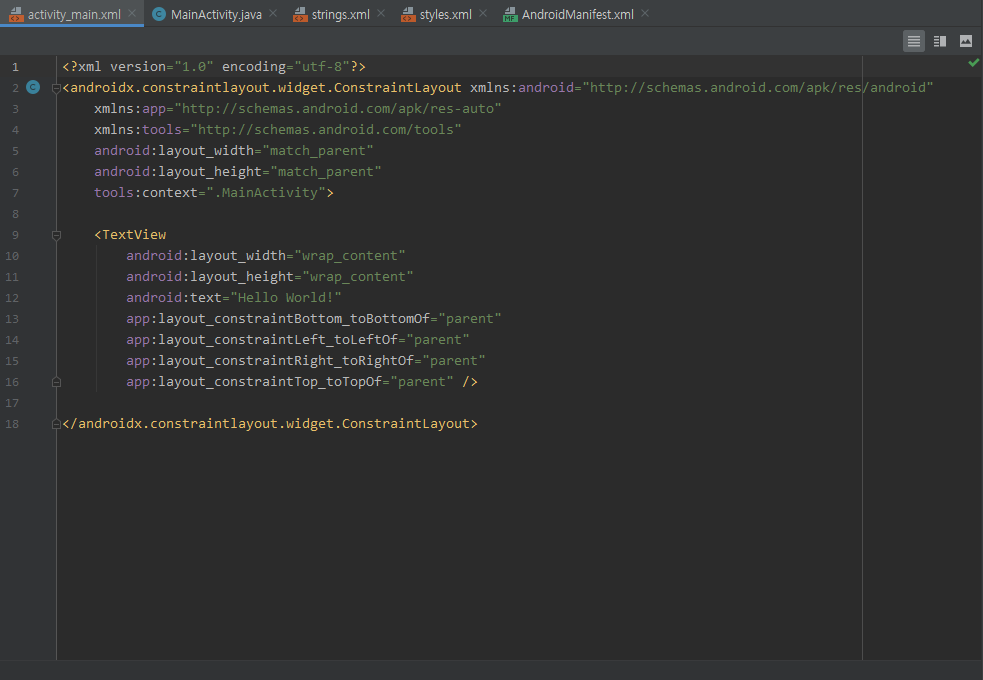 activity_main.xml MainActivity.java strings.xml styles.xml AndroidManifest.xml
1 <?xml version="1.0" encoding="utf-8"?>
2 C <androidx.constraintlayout.widget.ConstraintLayout xmlns:android="http://schemas.android.com/apk/res/android"
3     xmlns:app="http://schemas.android.com/apk/res-auto"
4     xmlns:tools="http://schemas.android.com/tools"
5     android:layout_width="match_parent"
6     android:layout_height="match_parent"
7     tools:context=".MainActivity">
8
9     <TextView
10         android:layout_width="wrap_content"
11         android:layout_height="wrap_content"
12         android:text="Hello World!"
13         app:layout_constraintBottom_toBottomOf="parent"
14         app:layout_constraintLeft_toLeftOf="parent"
15         app:layout_constraintRight_toRightOf="parent"
16         app:layout_constraintTop_toTopOf="parent" />
17
18 </androidx.constraintlayout.widget.ConstraintLayout>